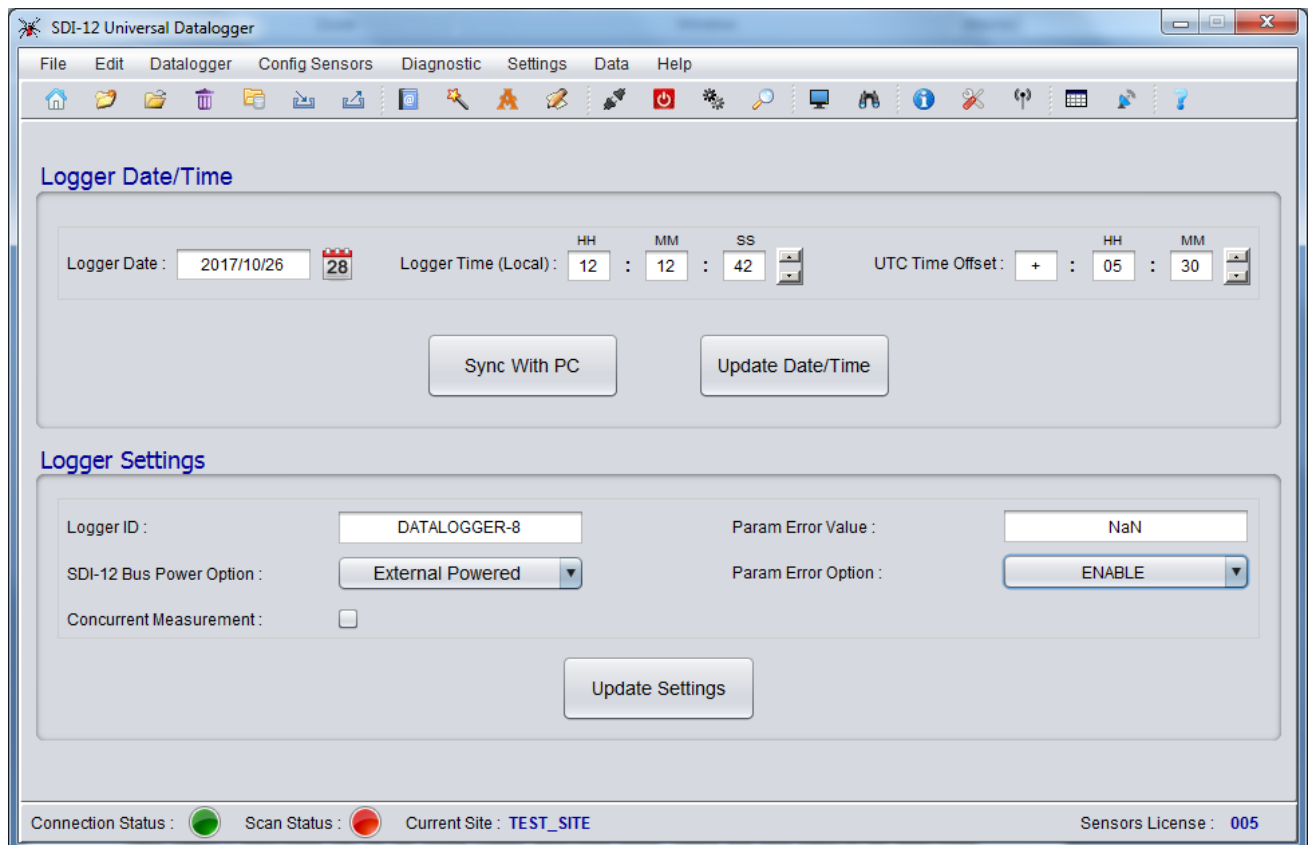 SDI-12 Universal Datalogger
File Edit Datalogger Config Sensors Diagnostic Settings Data Help
Logger Date/Time
HH MM SS HH MM
Logger Date : 2017/10/26 28 Logger Time (Local) : 12 : 12 : 42 UTC Time Offset : + : 05 : 30
Sync With PC Update Date/Time
Logger Settings
Logger ID : DATALOGGER-8 Param Error Value : NaN
SDI-12 Bus Power Option : External Powered Param Error Option : ENABLE
Concurrent Measurement :
Update Settings
Connection Status : Scan Status : Current Site : TEST_SITE Sensors License : 005